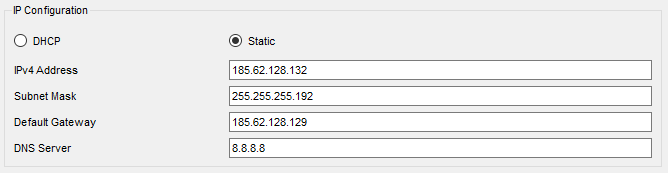 IP Configuration
DHCP Static
IPv4 Address 185.62.128.132
Subnet Mask 255.255.255.192
Default Gateway 185.62.128.129
DNS Server 8.8.8.8